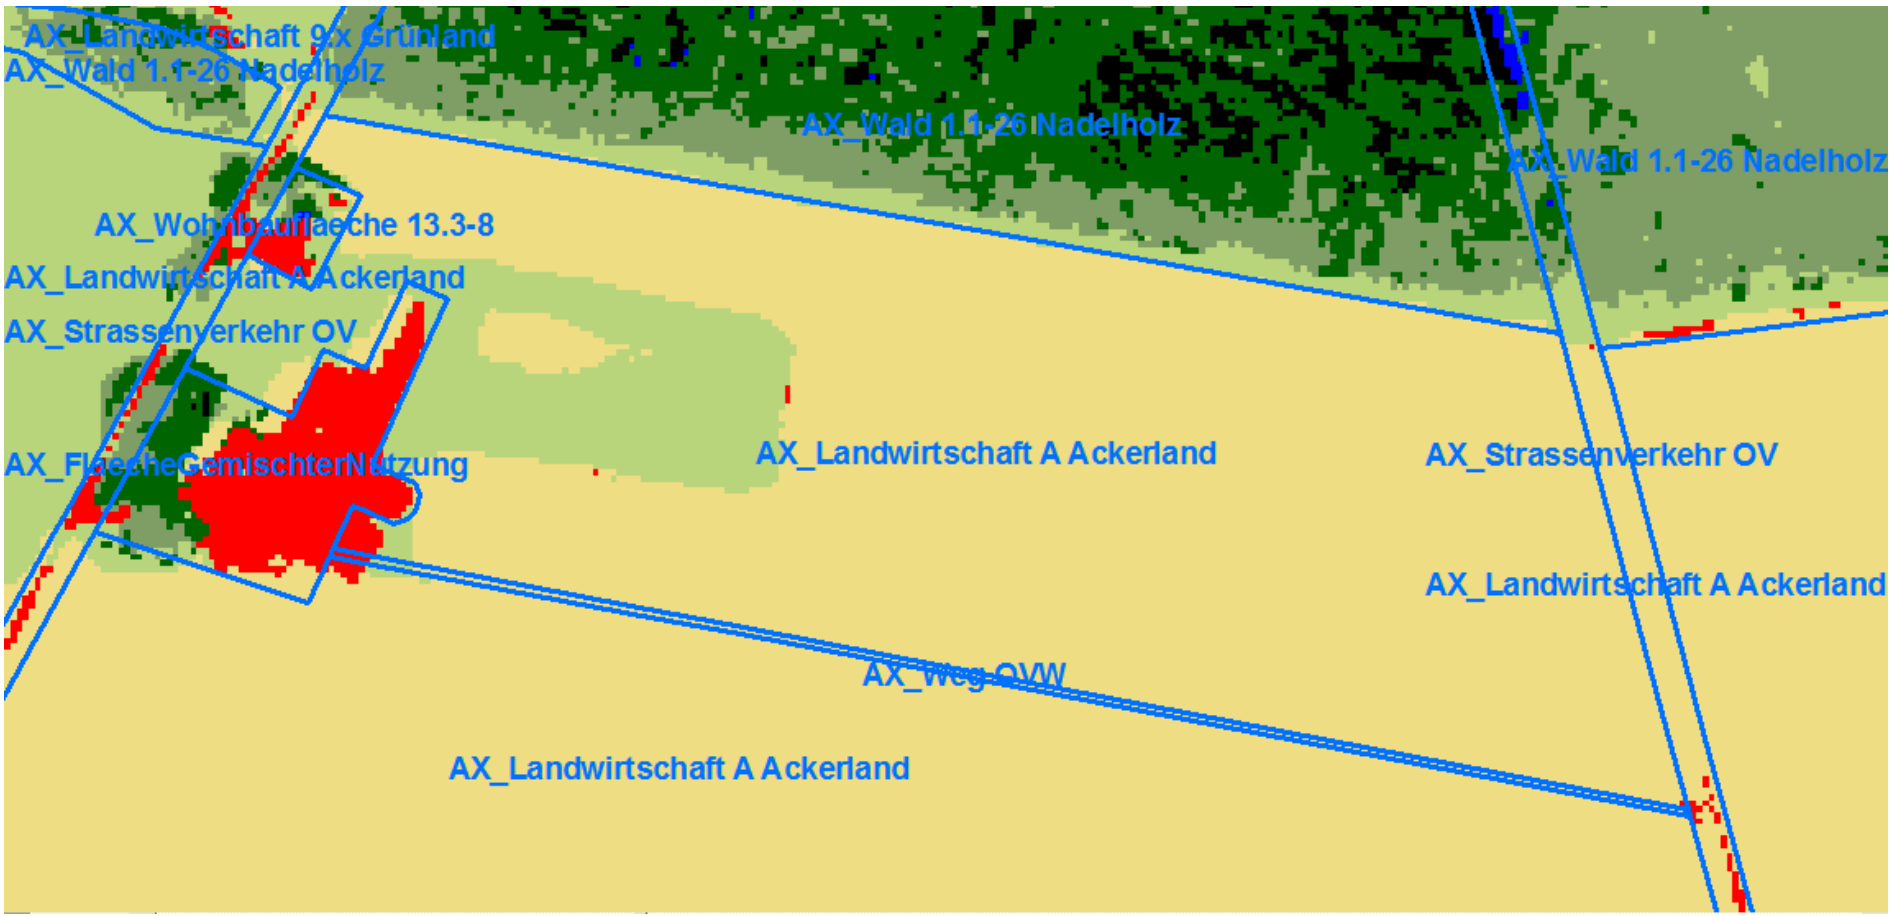 AX_Landwirtschaft 9.x Grünland
AX_Wald 1.1-26 Nadelholz
AX_Wald 1.1-26 Nadelholz
AX_Wald 1.1-26 Nadelholz
AX_Wohnbauflaeche 13.3-8
AX_Landwirtschaft A Ackerland
AX_Strassenverkehr OV
AX_Landwirtschaft A Ackerland
AX_Strassenverkehr OV
AX_FlaecheGemischterNutzung
AX_Landwirtschaft A Ackerland
AX_Weg OVW
AX_Landwirtschaft A Ackerland